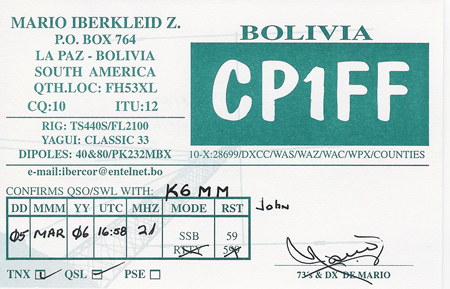 MARIO IBERKLEID Z.
P.O. BOX 764
LA PAZ - BOLIVIA
SOUTH AMERICA
QTH.LOC: FH53XL
CQ:10 ITU:12
BOLIVIA
CP1FF
RIG: TS440S/FL2100
YAGUI: CLASSIC 33
DIPOLES: 40&80/PK232MBX
10-X:28699/DXCC/WAS/WAZ/WAC/WPX/COUNTIES
e-mail:ibercor@entelnet.bo
CONFIRMS QSO/SWL WITH: K6MM
John
DD MMM YY UTC MHZ MODE RST
05 MAR 06 16:58 21 SSB 59
RTTY 599
TNX QSL PSE
73's & DX DE MARIO